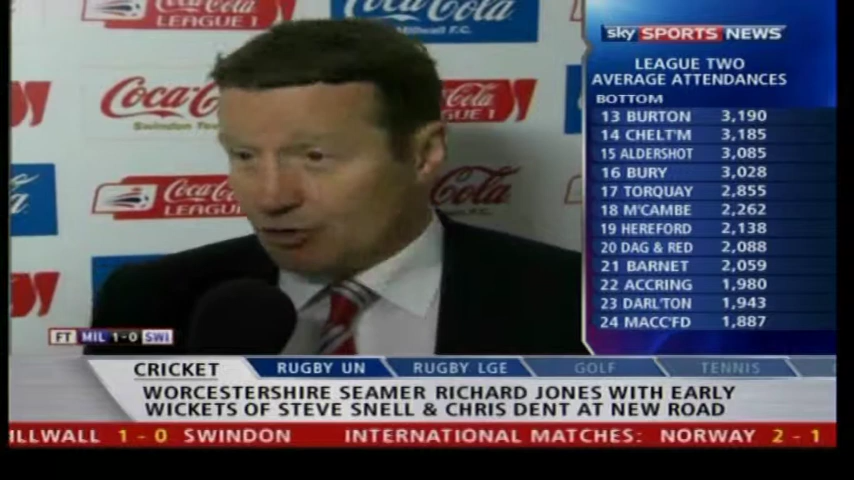 LEAGUE 1
Coca-Cola
Millwall F.C.
sky SPORTS NEWS
LEAGUE TWO
AVERAGE ATTENDANCES
BOTTOM
13 BURTON 3,190
14 CHELT'M 3,185
15 ALDERSHOT 3,085
16 BURY 3,028
17 TORQUAY 2,855
18 M'CAMBE 2,262
19 HEREFORD 2,138
20 DAG & RED 2,088
21 BARNET 2,059
22 ACCRING 1,980
23 DARL'TON 1,943
24 MACC'FD 1,887
Coca-Cola
Swindon
Cola
LEAGUE 1
Coca-Cola
LEAGUE 1
Cola
FT MIL 1-0 SWI
CRICKET RUGBY UN RUGBY LGE GOLF TENNIS
WORCESTERSHIRE SEAMER RICHARD JONES WITH EARLY
WICKETS OF STEVE SNELL & CHRIS DENT AT NEW ROAD
ILLWALL 1-0 SWINDON INTERNATIONAL MATCHES: NORWAY 2-1